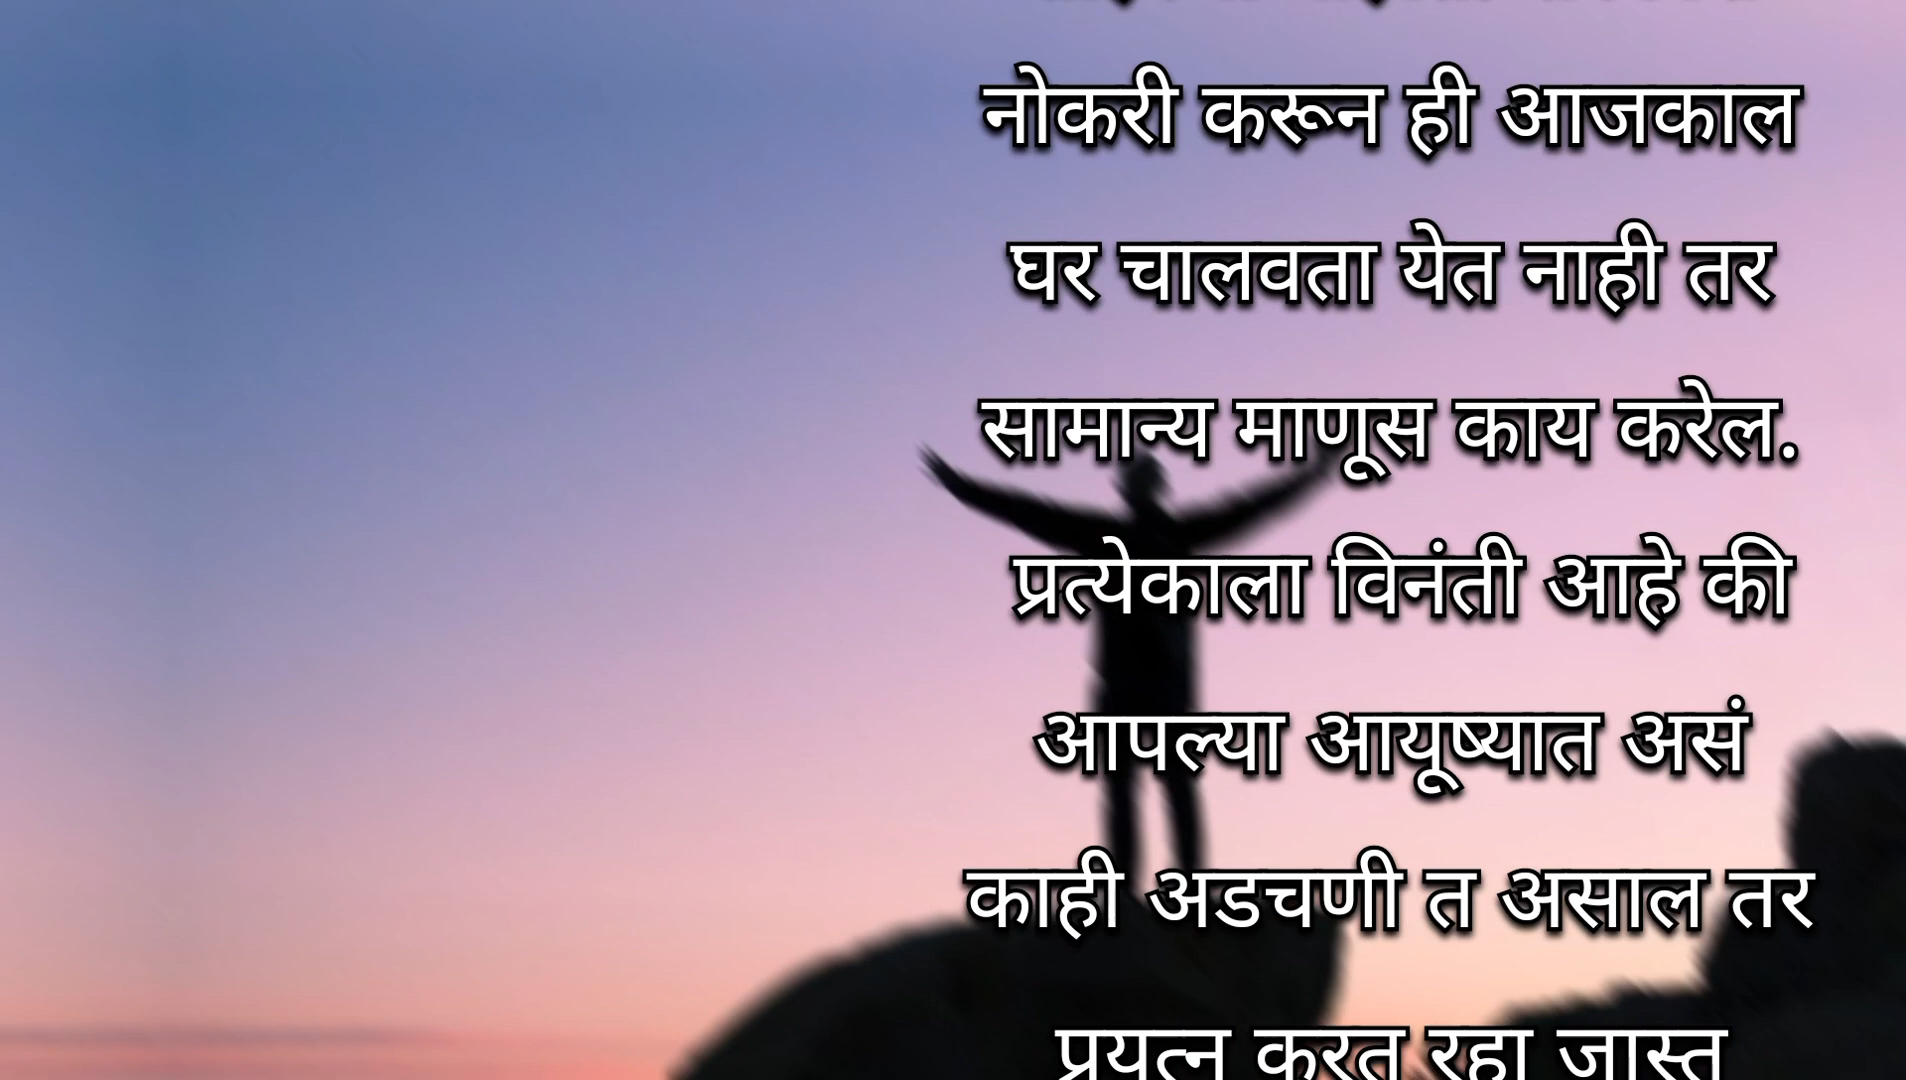 नोकरी करून ही आजकाल
घर चालवता येत नाही तर
सामान्य माणूस काय करेल.
प्रत्येकाला विनंती आहे की
आपल्या आयूष्यात असं
काही अडचणी त असाल तर
प्रयत्न करत रहा जास्त